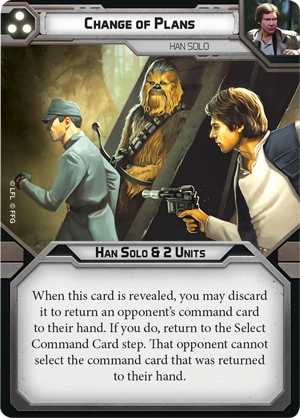 Change of Plans
Han Solo
© LFL © FFG
Han Solo & 2 Units
When this card is revealed, you may discard
it to return an opponent's command card
to their hand. If you do, return to the Select
Command Card step. That opponent cannot
select the command card that was returned
to their hand.